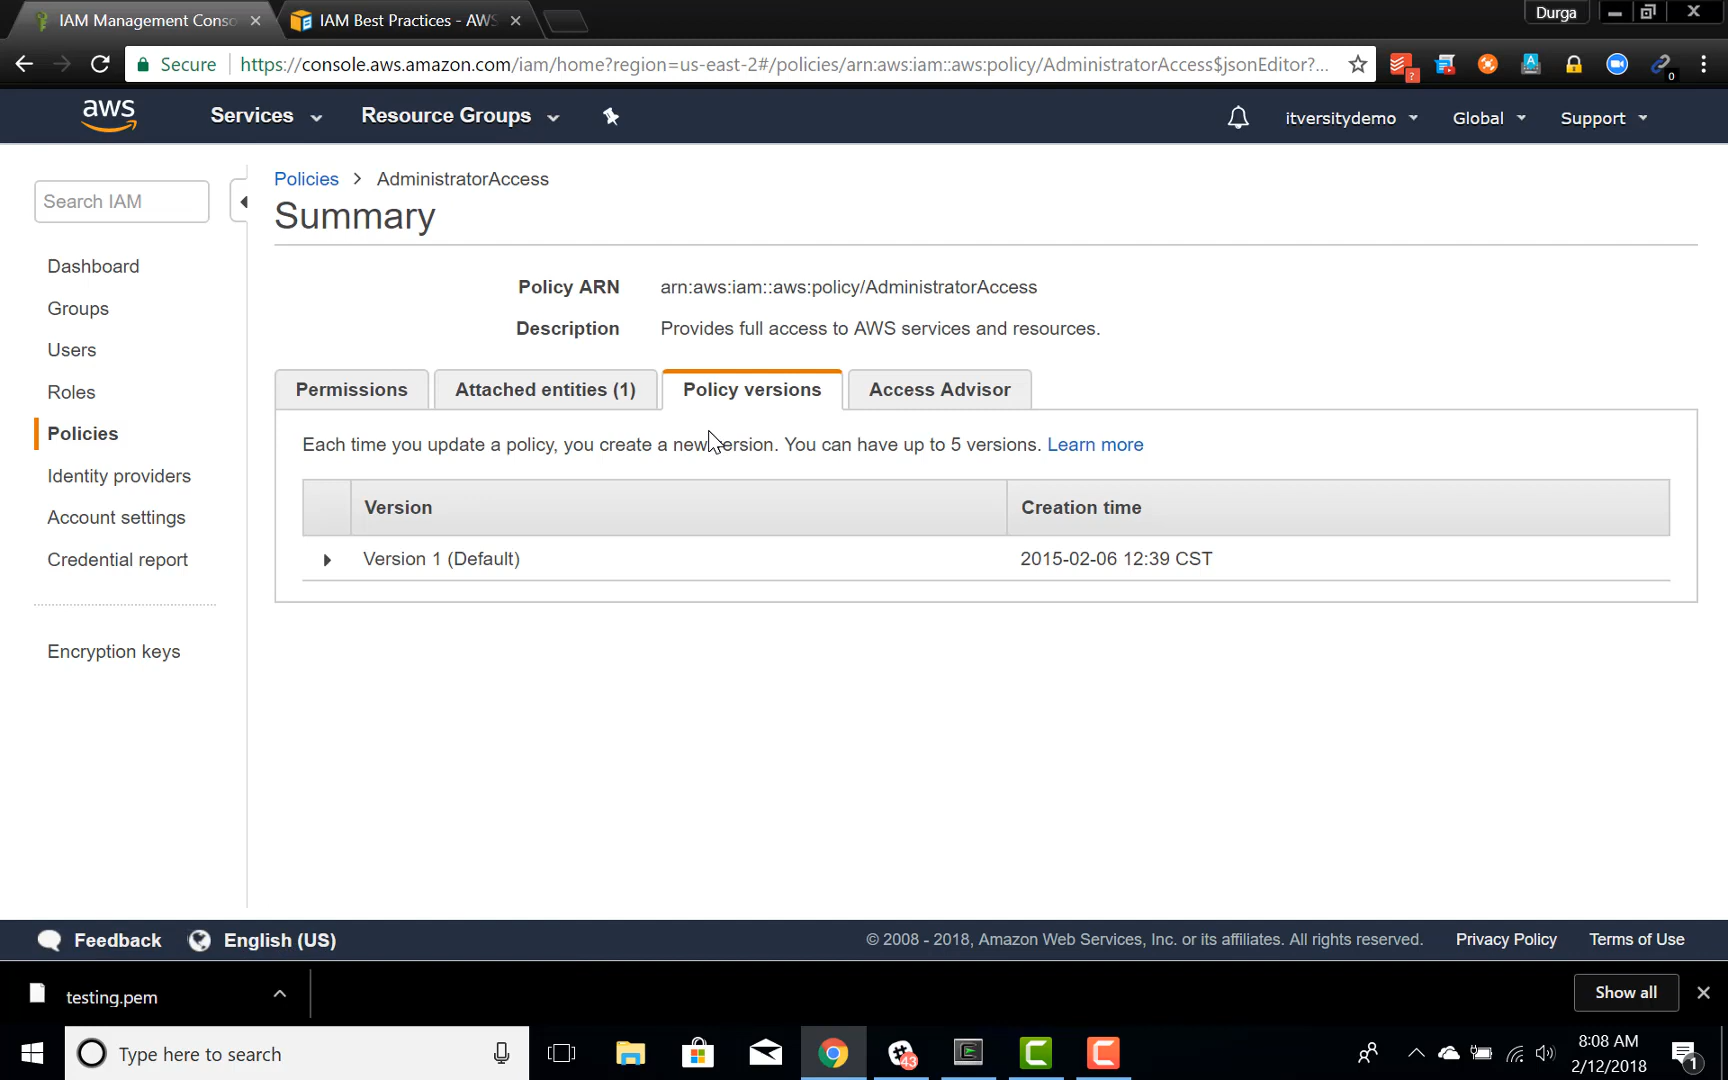 IAM Management Conso
IAM Best Practices - AWS
Durga
Secure
https://console.aws.amazon.com/iam/home?region=us-east-2#/policies/arn:aws:iam::aws:policy/AdministratorAccess$jsonEditor?...
?
A
0
aws
Services
Resource Groups
itversitydemo
Global
Support
Search IAM
Dashboard
Groups
Users
Roles
Policies
Identity providers
Account settings
Credential report
Encryption keys
Policies > AdministratorAccess
Summary
Policy ARN arn:aws:iam::aws:policy/AdministratorAccess
Description Provides full access to AWS services and resources.
Permissions
Attached entities (1)
Policy versions
Access Advisor
Each time you update a policy, you create a new version. You can have up to 5 versions. Learn more
Version Creation time
Version 1 (Default) 2015-02-06 12:39 CST
Feedback
English (US)
© 2008 - 2018, Amazon Web Services, Inc. or its affiliates. All rights reserved.
Privacy Policy
Terms of Use
testing.pem
Show all
Type here to search
43
8:08 AM
2/12/2018
1